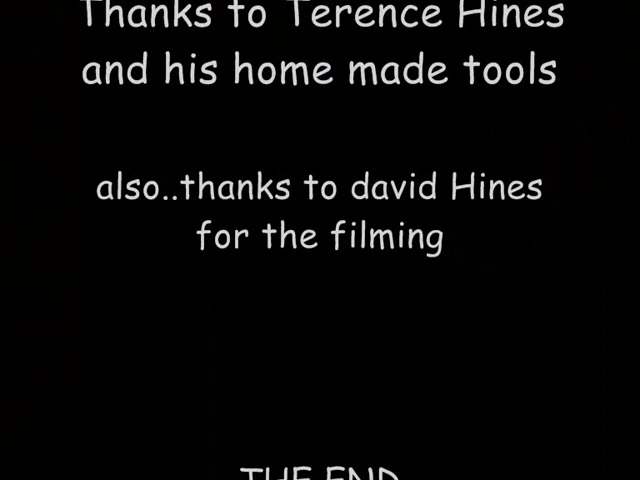 Thanks to Terence Hines
and his home made tools
also..thanks to david Hines
for the filming
THE END